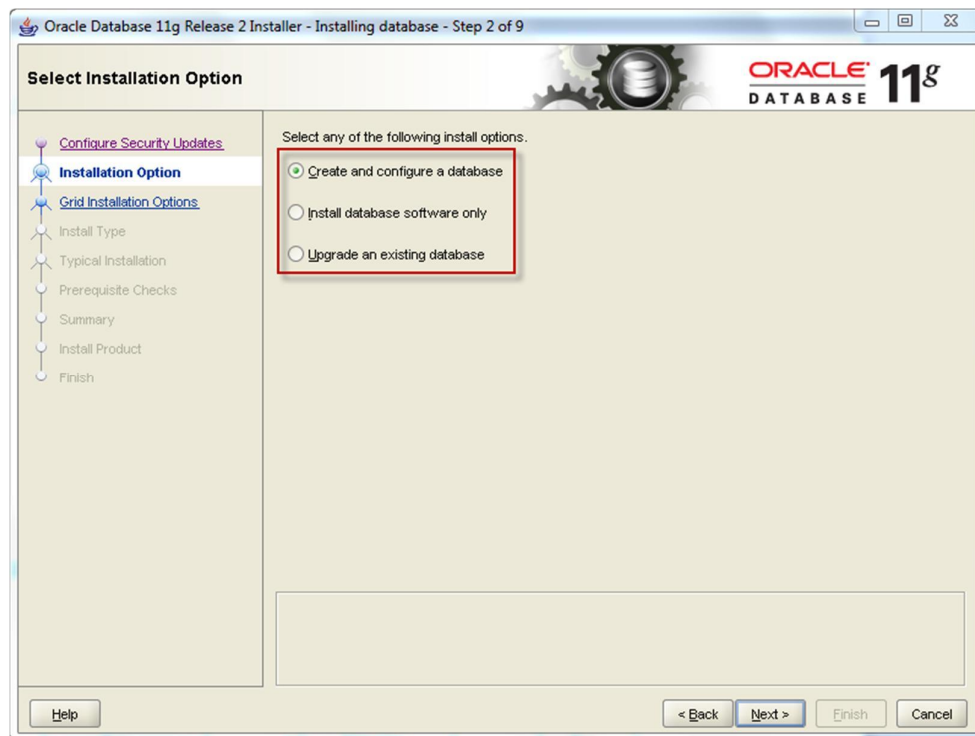 Oracle Database 11g Release 2 Installer - Installing database - Step 2 of 9
Select Installation Option
ORACLE
DATABASE
11g
Configure Security Updates
Installation Option
Grid Installation Options
Install Type
Typical Installation
Prerequisite Checks
Summary
Install Product
Finish
Select any of the following install options.
Create and configure a database
Install database software only
Upgrade an existing database
Help
< Back
Next >
Finish
Cancel